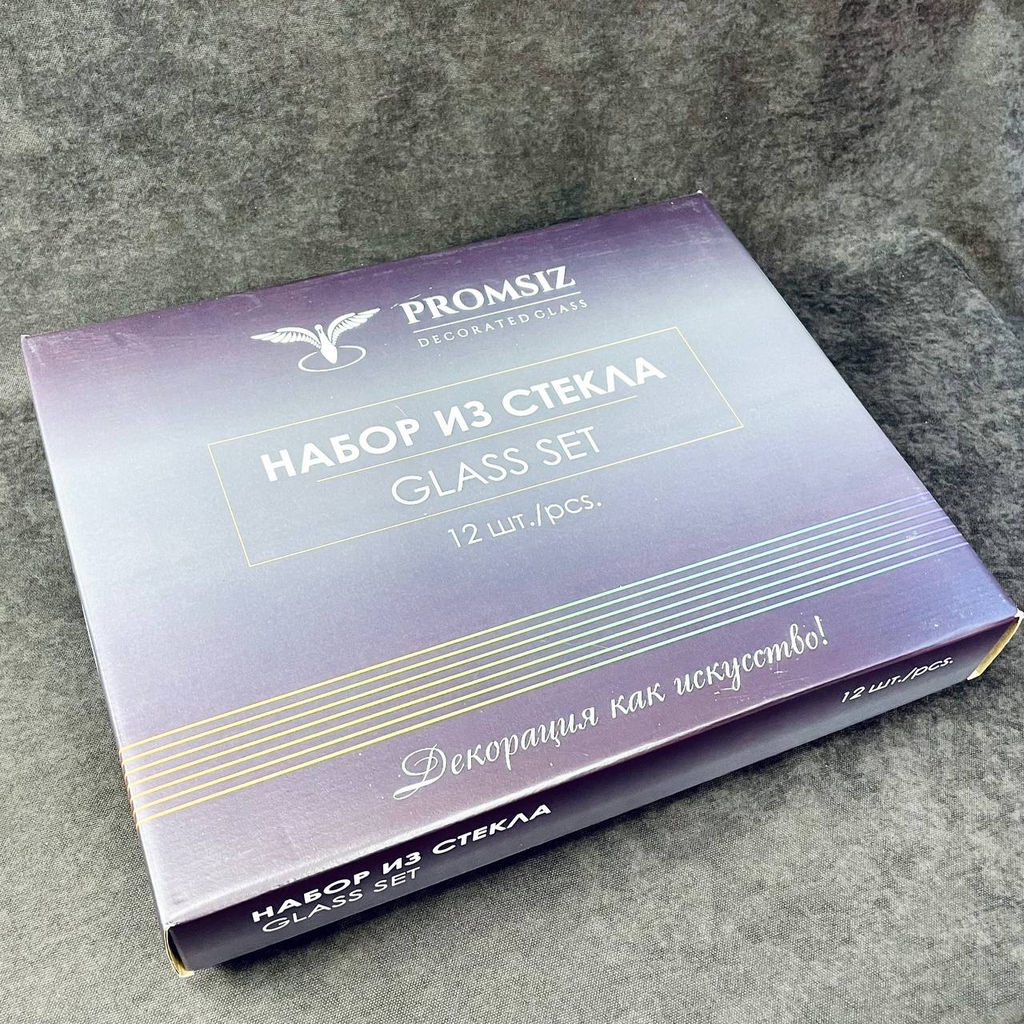 PROMSIZ
DECORATED GLASS
НАБОР ИЗ СТЕКЛА
GLASS SET
12 шт./pcs.
Декорация как искусство!
12 шт./pcs.
НАБОР ИЗ СТЕКЛА
GLASS SET